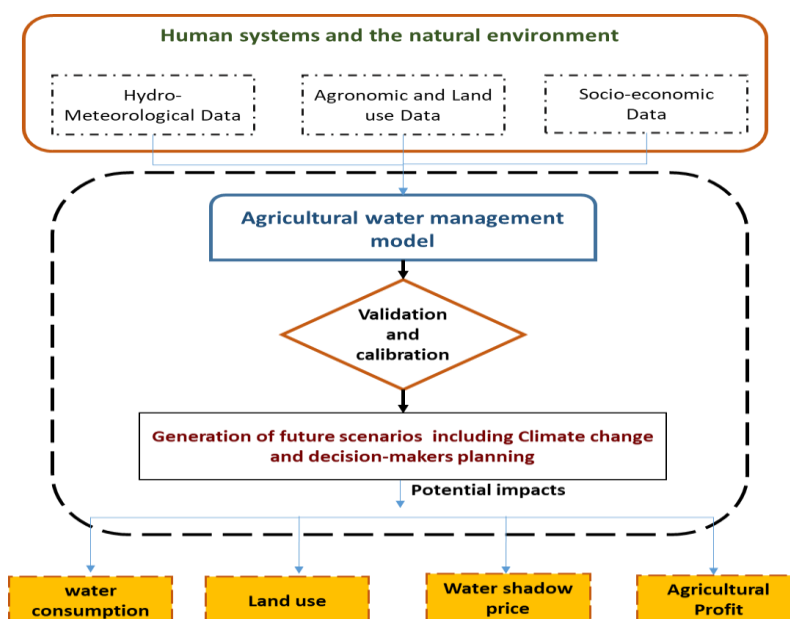 Human systems and the natural environment
Hydro-
Meteorological Data
Agronomic and Land
use Data
Socio-economic
Data
Agricultural water management
model
Validation
and
calibration
Generation of future scenarios including Climate change
and decision-makers planning
Potential impacts
water
consumption
Land use
Water shadow
price
Agricultural
Profit